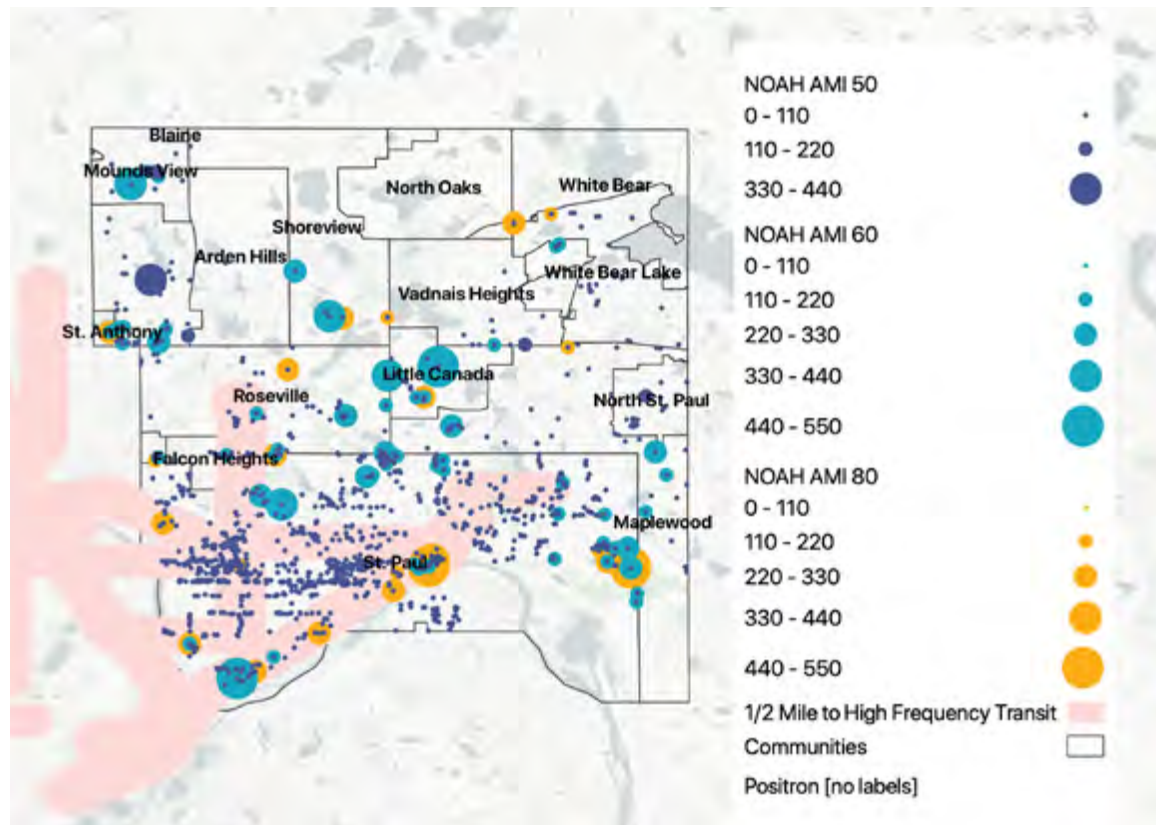 Blaine
Mounds View
North Oaks
White Bear
Shoreview
Arden Hills
White Bear Lake
Vadnais Heights
St. Anthony
Little Canada
Roseville
North St. Paul
Falcon Heights
Maplewood
St. Paul
NOAH AMI 50
0 - 110
110 - 220
330 - 440
NOAH AMI 60
0 - 110
110 - 220
220 - 330
330 - 440
440 - 550
NOAH AMI 80
0 - 110
110 - 220
220 - 330
330 - 440
440 - 550
1/2 Mile to High Frequency Transit
Communities
Positron [no labels]